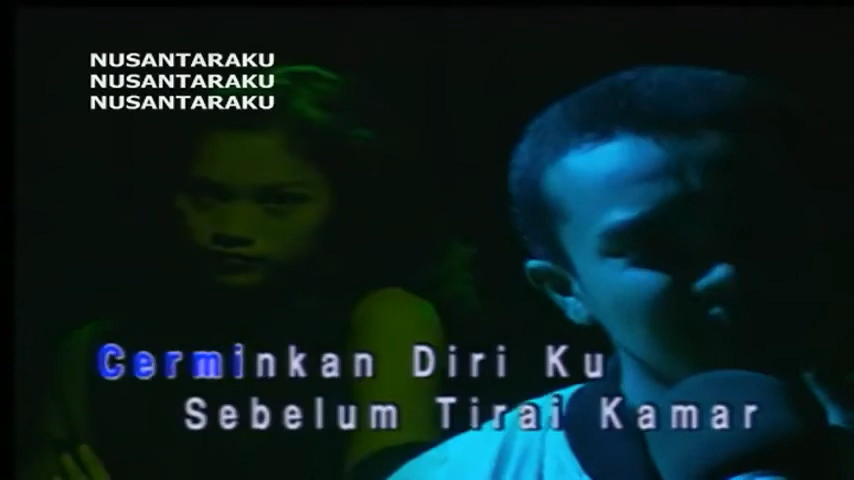 NUSANTARAKU
NUSANTARAKU
NUSANTARAKU
Cerminkan Diri Ku
Sebelum Tirai Kamar